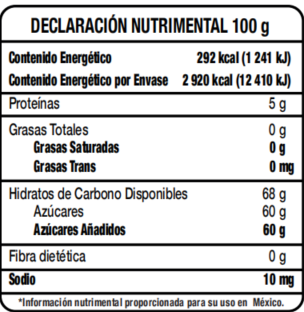 DECLARACIÓN NUTRIMENTAL 100 g
Contenido Energético 292 kcal (1 241 kJ)
Contenido Energético por Envase 2 920 kcal (12 410 kJ)
Proteínas 5 g
Grasas Totales 0 g
Grasas Saturadas 0 g
Grasas Trans 0 mg
Hidratos de Carbono Disponibles 68 g
Azúcares 60 g
Azúcares Añadidos 60 g
Fibra dietética 0 g
Sodio 10 mg
*Información nutrimental proporcionada para su uso en México.